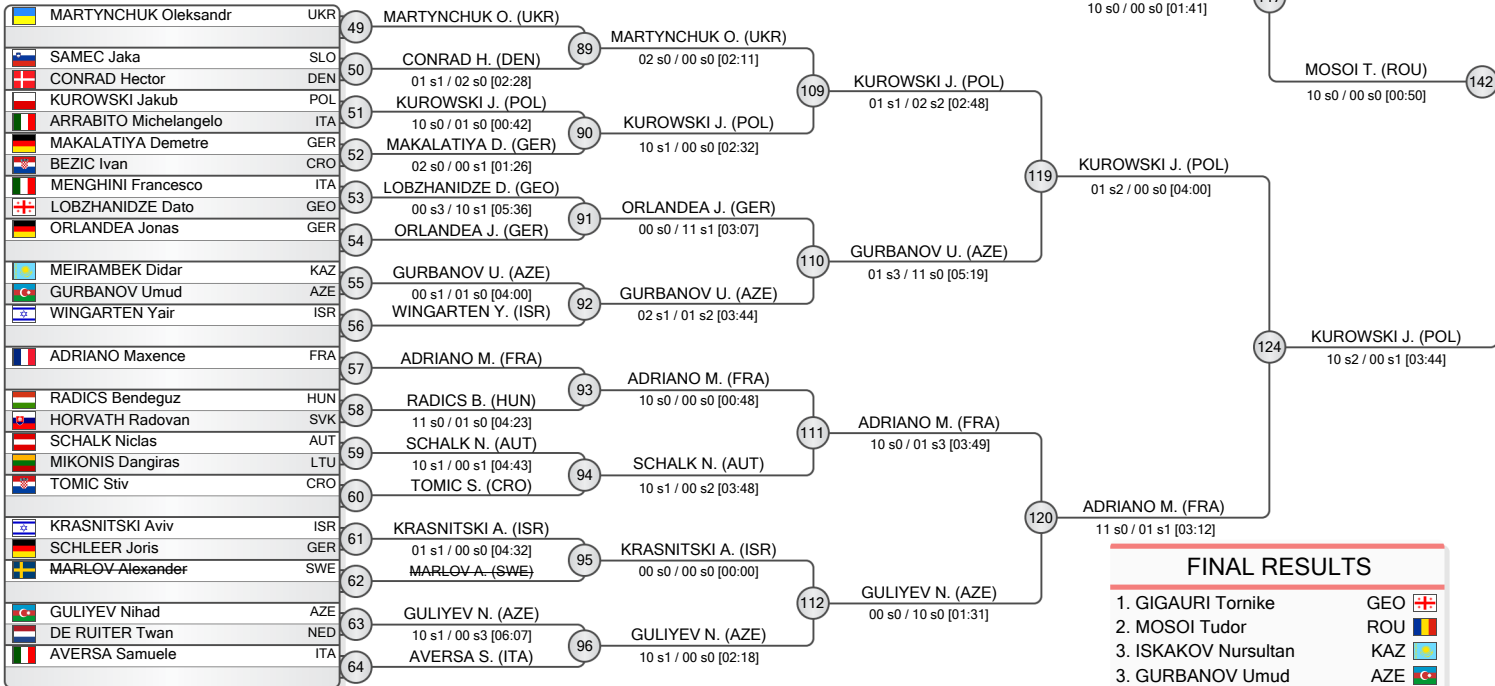 MARTYNCHUK Oleksandr UKR
SAMEC Jaka SLO
CONRAD Hector DEN
KUROWSKI Jakub POL
ARRABITO Michelangelo ITA
MAKALATIYA Demetre GER
BEZIC Ivan CRO
MENGHINI Francesco ITA
LOBZHANIDZE Dato GEO
ORLANDEA Jonas GER
MEIRAMBEK Didar KAZ
GURBANOV Umud AZE
WINGARTEN Yair ISR
ADRIANO Maxence FRA
RADICS Bendeguz HUN
HORVATH Radovan SVK
SCHALK Niclas AUT
MIKONIS Dangiras LTU
TOMIC Stiv CRO
KRASNITSKI Aviv ISR
SCHLEER Joris GER
MARLOV Alexander SWE
GULIYEV Nihad AZE
DE RUITER Twan NED
AVERSA Samuele ITA
49
50
51
52
53
54
55
56
57
58
59
60
61
62
63
64
MARTYNCHUK O. (UKR)
CONRAD H. (DEN)
01 s1 / 02 s0 [02:28]
KUROWSKI J. (POL)
10 s0 / 01 s0 [00:42]
MAKALATIYA D. (GER)
02 s0 / 00 s1 [01:26]
LOBZHANIDZE D. (GEO)
00 s3 / 10 s1 [05:36]
ORLANDEA J. (GER)
GURBANOV U. (AZE)
00 s1 / 01 s0 [04:00]
WINGARTEN Y. (ISR)
ADRIANO M. (FRA)
RADICS B. (HUN)
11 s0 / 01 s0 [04:23]
SCHALK N. (AUT)
10 s1 / 00 s1 [04:43]
TOMIC S. (CRO)
KRASNITSKI A. (ISR)
01 s1 / 00 s0 [04:32]
MARLOV A. (SWE)
GULIYEV N. (AZE)
10 s1 / 00 s3 [06:07]
AVERSA S. (ITA)
89
90
91
92
93
94
95
96
MARTYNCHUK O. (UKR)
02 s0 / 00 s0 [02:11]
KUROWSKI J. (POL)
10 s1 / 00 s0 [02:32]
ORLANDEA J. (GER)
00 s0 / 11 s1 [03:07]
GURBANOV U. (AZE)
02 s1 / 01 s2 [03:44]
ADRIANO M. (FRA)
10 s0 / 00 s0 [00:48]
SCHALK N. (AUT)
10 s1 / 00 s2 [03:48]
KRASNITSKI A. (ISR)
00 s0 / 00 s0 [00:00]
GULIYEV N. (AZE)
10 s1 / 00 s0 [02:18]
109
110
111
112
KUROWSKI J. (POL)
01 s1 / 02 s2 [02:48]
GURBANOV U. (AZE)
01 s3 / 11 s0 [05:19]
ADRIANO M. (FRA)
10 s0 / 01 s3 [03:49]
GULIYEV N. (AZE)
00 s0 / 10 s0 [01:31]
119
120
10 s0 / 00 s0 [01:41]
KUROWSKI J. (POL)
01 s2 / 00 s0 [04:00]
ADRIANO M. (FRA)
11 s0 / 01 s1 [03:12]
124
MOSOI T. (ROU)
10 s0 / 00 s0 [00:50]
142
KUROWSKI J. (POL)
10 s2 / 00 s1 [03:44]
FINAL RESULTS
1. GIGAURI Tornike GEO
2. MOSOI Tudor ROU
3. ISKAKOV Nursultan KAZ
3. GURBANOV Umud AZE